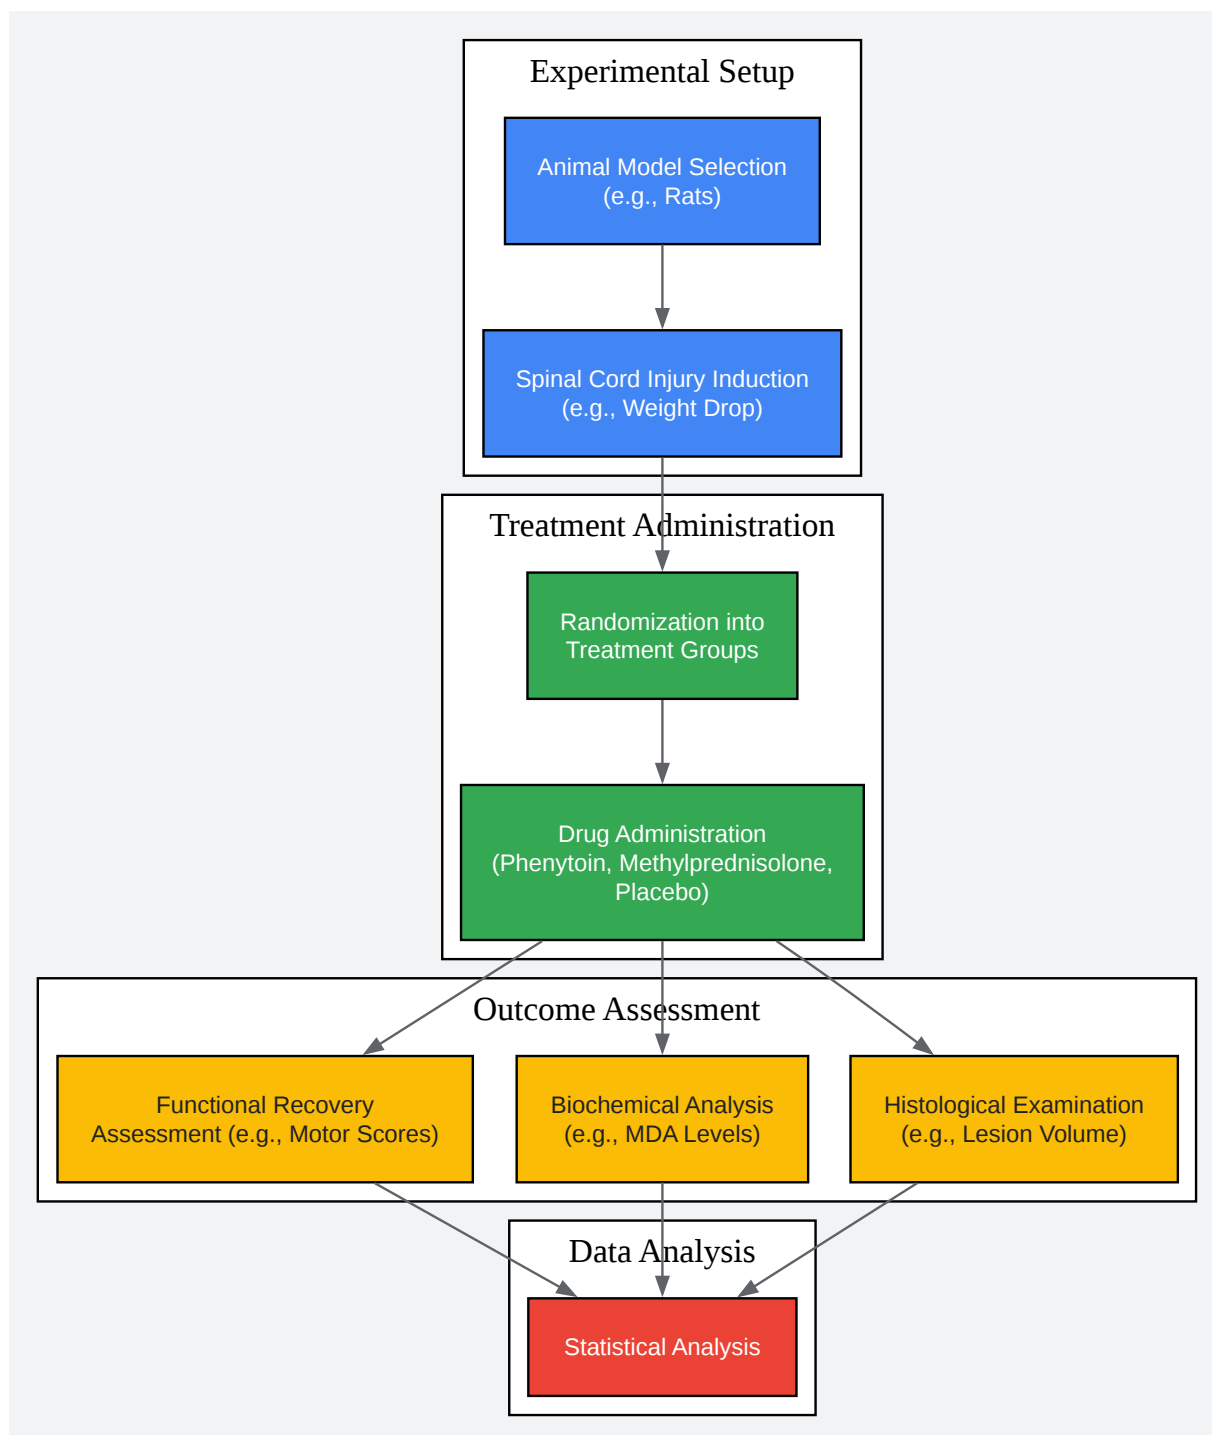 Experimental Setup
Animal Model Selection
(e.g., Rats)
Spinal Cord Injury Induction
(e.g., Weight Drop)
Treatment Administration
Randomization into
Treatment Groups
Drug Administration
(Phenytoin, Methylprednisolone,
Placebo)
Outcome Assessment
Functional Recovery
Assessment (e.g., Motor Scores)
Biochemical Analysis
(e.g., MDA Levels)
Histological Examination
(e.g., Lesion Volume)
Data Analysis
Statistical Analysis